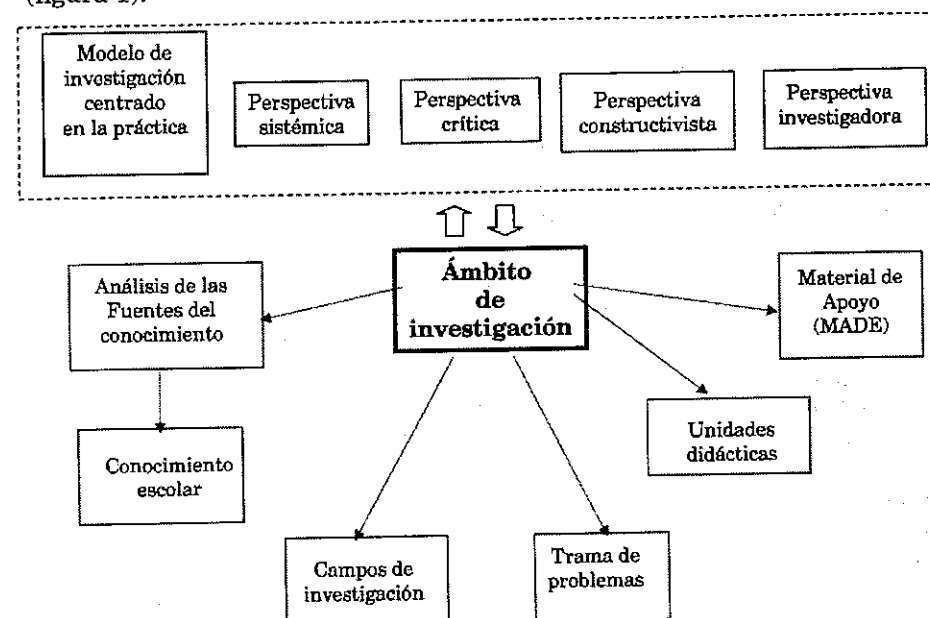 (figura 1).
Modelo de
investigación
centrado
en la práctica
Perspectiva
sistémica
Perspectiva
crítica
Perspectiva
constructivista
Perspectiva
investigadora
Ámbito
de
investigación
Análisis de las
Fuentes del
conocimiento
Material de
Apoyo
(MADE)
Conocimiento
escolar
Unidades
didácticas
Campos de
investigación
Trama de
problemas